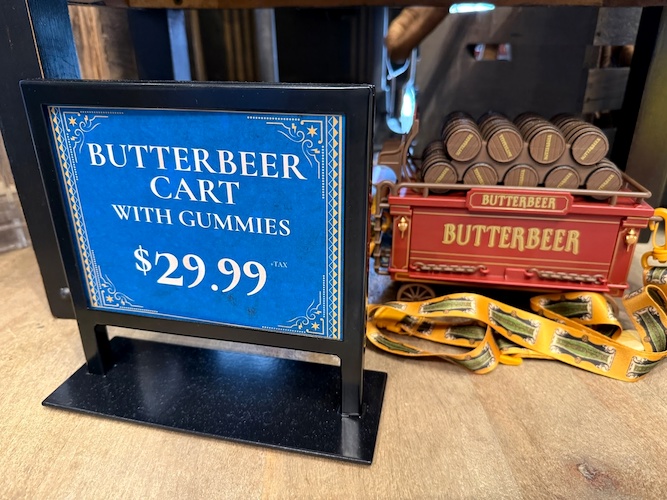 BUTTERBEER
CART
WITH GUMMIES
$29.99 +TAX
BUTTERBEER
BUTTERBEER